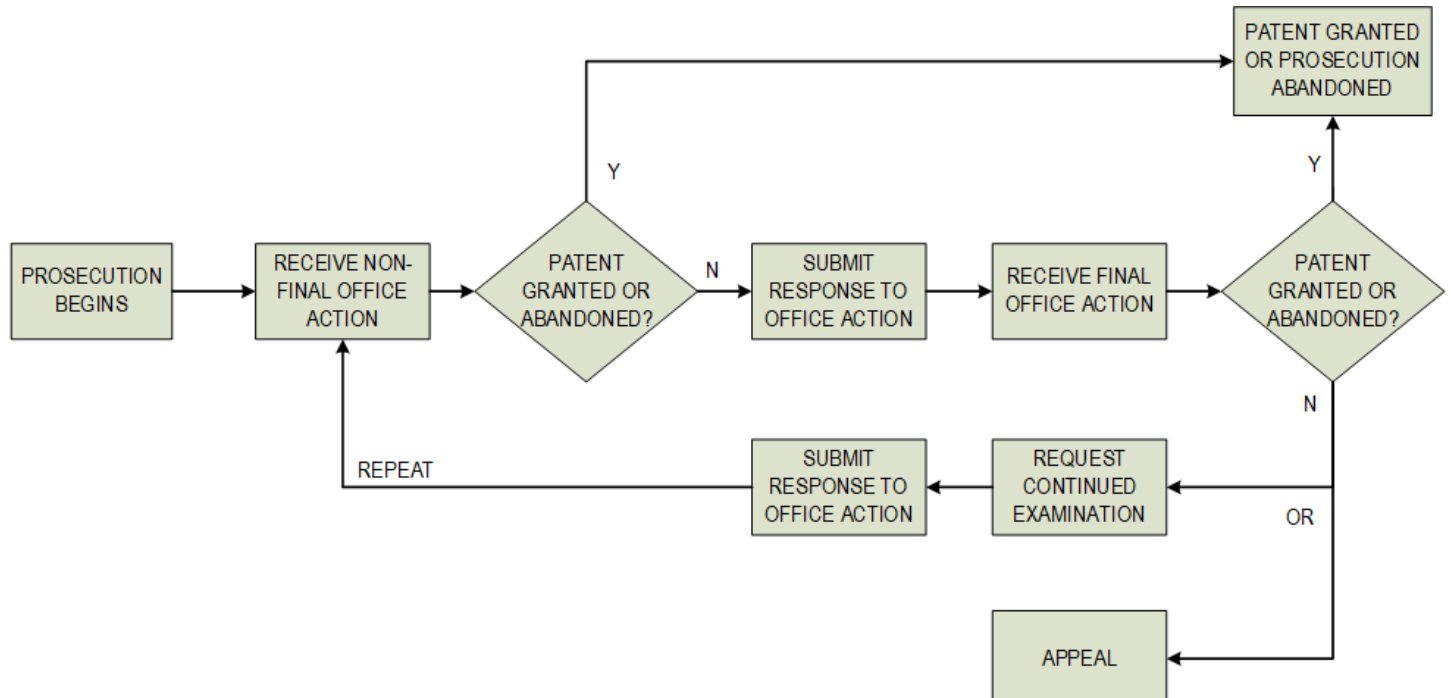 PATENT GRANTED
OR PROSECUTION
ABANDONED
Y
Y
PROSECUTION
BEGINS
RECEIVE NON-
FINAL OFFICE
ACTION
PATENT
GRANTED OR
ABANDONED?
N
SUBMIT
RESPONSE TO
OFFICE ACTION
RECEIVE FINAL
OFFICE ACTION
PATENT
GRANTED OR
ABANDONED?
N
REPEAT
SUBMIT
RESPONSE TO
OFFICE ACTION
REQUEST
CONTINUED
EXAMINATION
OR
APPEAL